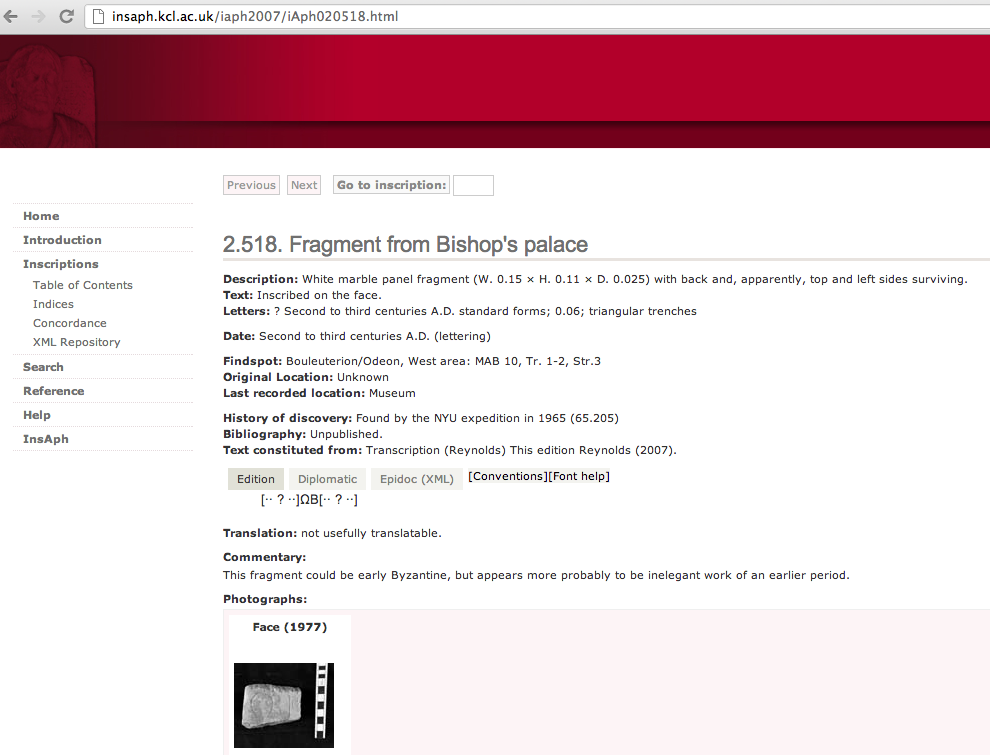 insaph.kcl.ac.uk/iaph2007/iAph020518.html
Previous Next Go to inscription:
Home
Introduction
Inscriptions
Table of Contents
Indices
Concordance
XML Repository
Search
Reference
Help
InsAph
2.518. Fragment from Bishop's palace
Description: White marble panel fragment (W. 0.15 × H. 0.11 × D. 0.025) with back and, apparently, top and left sides surviving.
Text: Inscribed on the face.
Letters: ? Second to third centuries A.D. standard forms; 0.06; triangular trenches
Date: Second to third centuries A.D. (lettering)
Findspot: Bouleuterion/Odeon, West area: MAB 10, Tr. 1-2, Str.3
Original Location: Unknown
Last recorded location: Museum
History of discovery: Found by the NYU expedition in 1965 (65.205)
Bibliography: Unpublished.
Text constituted from: Transcription (Reynolds) This edition Reynolds (2007).
Edition Diplomatic Epidoc (XML) [Conventions][Font help]
[·· ? ··]ΩΒ[·· ? ··]
Translation: not usefully translatable.
Commentary:
This fragment could be early Byzantine, but appears more probably to be inelegant work of an earlier period.
Photographs:
Face (1977)